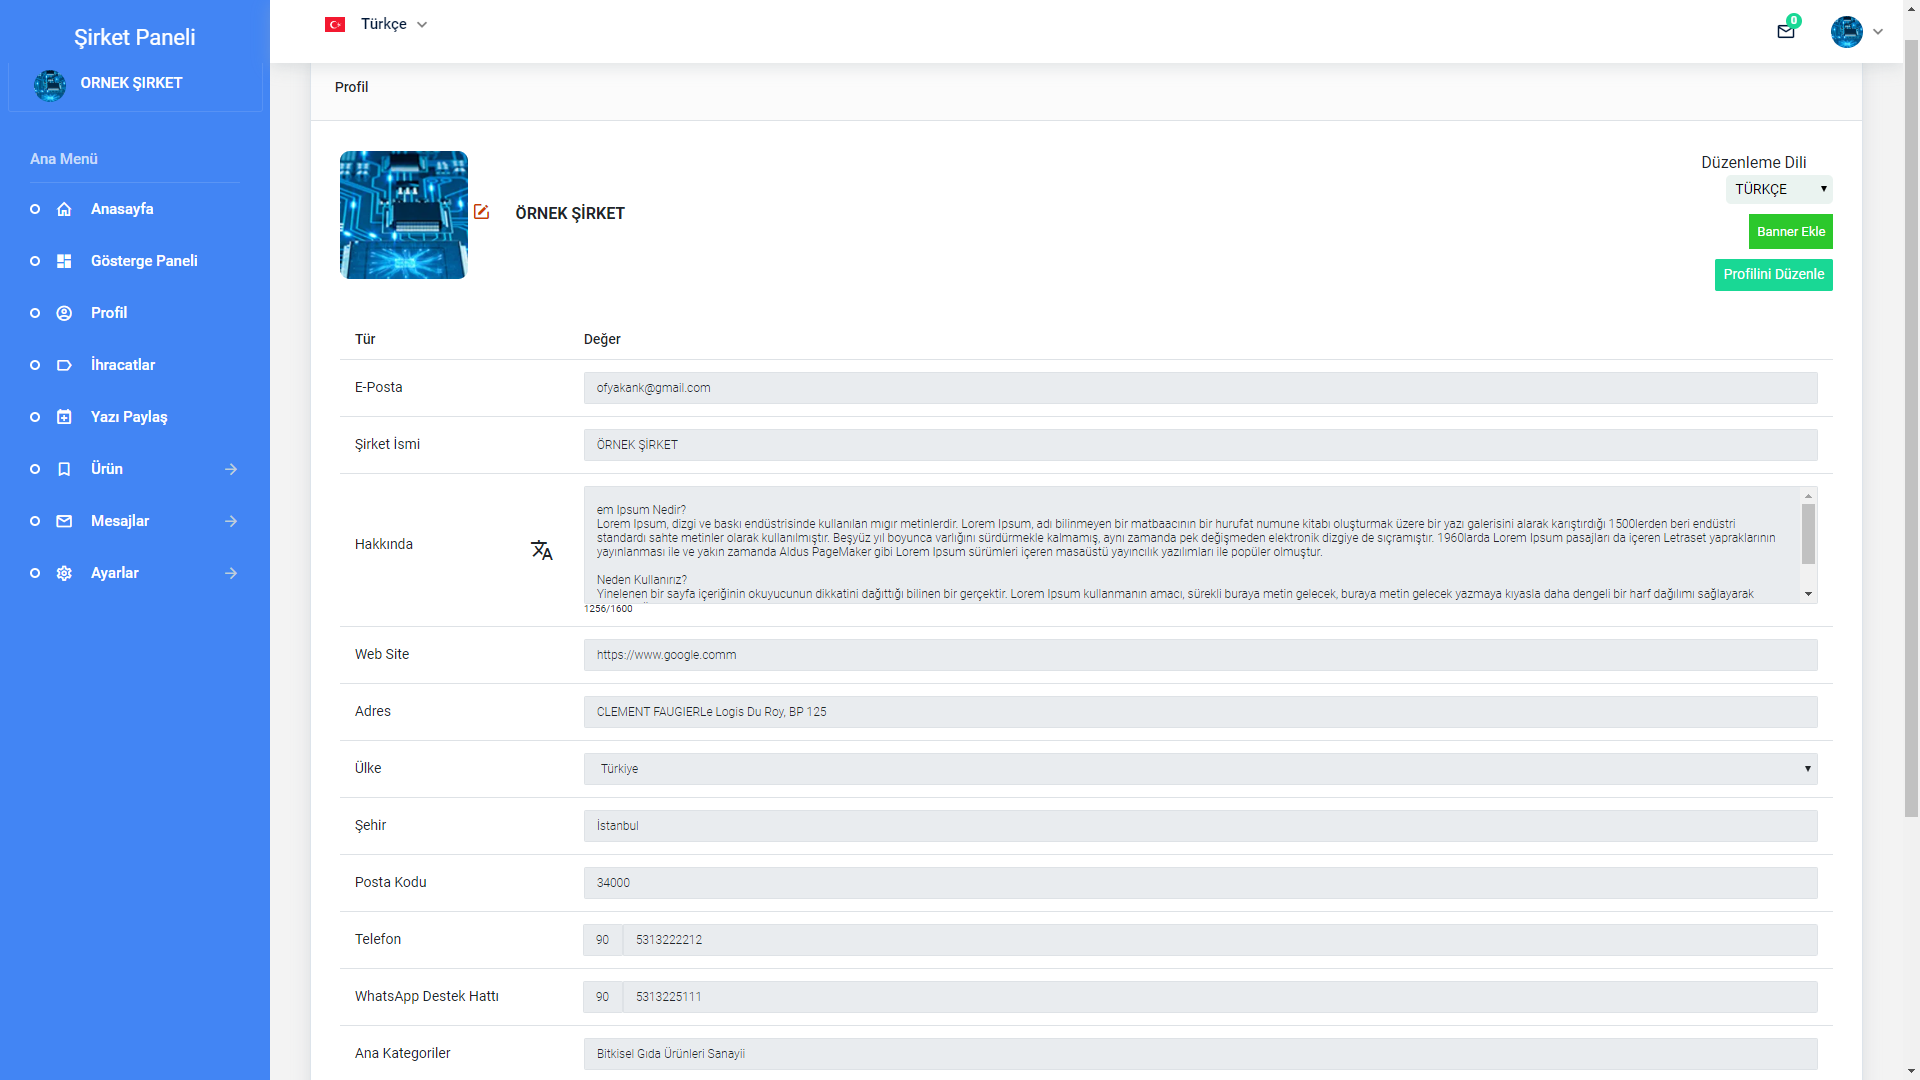 Şirket Paneli
ORNEK ŞIRKET
Ana Menü
Anasayfa
Gösterge Paneli
Profil
İhracatlar
Yazı Paylaş
Ürün
Mesajlar
Ayarlar
Türkçe
0
Profil
ÖRNEK ŞİRKET
Düzenleme Dili
TÜRKÇE
Banner Ekle
Profilini Düzenle
Tür Değer
E-Posta ofyakank@gmail.com
Şirket İsmi ÖRNEK ŞİRKET
Hakkında
em Ipsum Nedir?
Lorem Ipsum, dizgi ve baskı endüstrisinde kullanılan mıgır metinlerdir. Lorem Ipsum, adı bilinmeyen bir matbaacının bir hurufat numune kitabı oluşturmak üzere bir yazı galerisini alarak karıştırdığı 1500lerden beri endüstri
standardı sahte metinler olarak kullanılmıştır. Beşyüz yıl boyunca varlığını sürdürmekle kalmamış, aynı zamanda pek değişmeden elektronik dizgiye de sıçramıştır. 1960larda Lorem Ipsum pasajları da içeren Letraset yapraklarının
yayınlanması ile ve yakın zamanda Aldus PageMaker gibi Lorem Ipsum sürümleri içeren masaüstü yayıncılık yazılımları ile popüler olmuştur.
Neden Kullanırız?
Yinelenen bir sayfa içeriğinin okuyucunun dikkatini dağıttığı bilinen bir gerçektir. Lorem Ipsum kullanmanın amacı, sürekli buraya metin gelecek, buraya metin gelecek yazmaya kıyasla daha dengeli bir harf dağılımı sağlayarak
1256/1600
Web Site https://www.google.comm
Adres CLEMENT FAUGIERLe Logis Du Roy, BP 125
Ülke Türkiye
Şehir İstanbul
Posta Kodu 34000
Telefon 90 5313222212
WhatsApp Destek Hattı 90 5313225111
Ana Kategoriler Bitkisel Gıda Ürünleri Sanayii